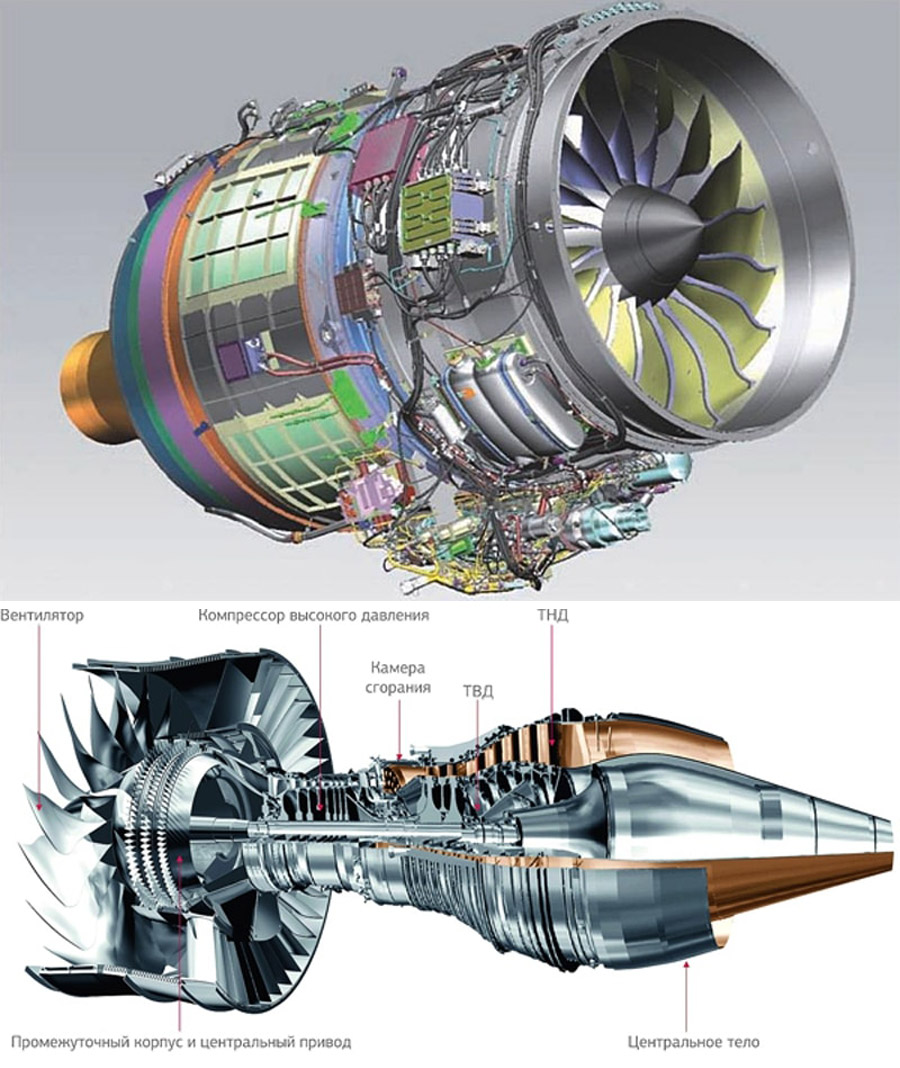 Вентилятор
Компрессор высокого давления
ТНД
Камера
сгорания
ТВД
Промежуточный корпус и центральный привод
Центральное тело